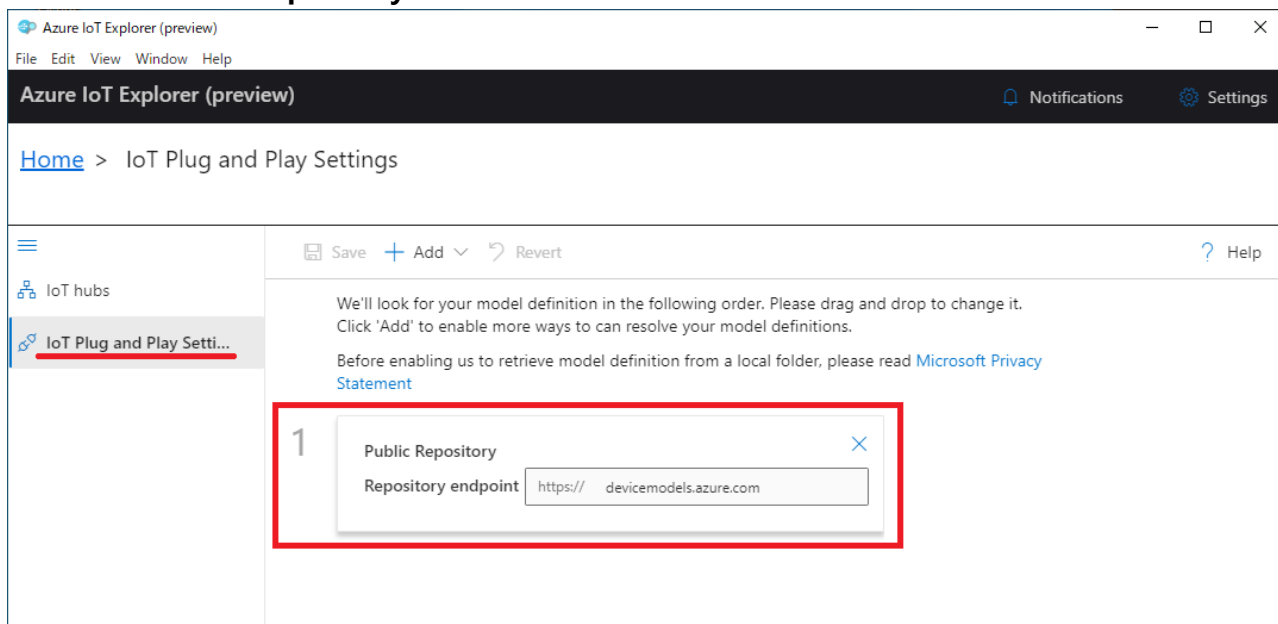 Azure IoT Explorer (preview)
File Edit View Window Help
Azure IoT Explorer (preview)
Notifications
Settings
Home > IoT Plug and Play Settings
Save
Add
Revert
Help
IoT hubs
IoT Plug and Play Setti...
We'll look for your model definition in the following order. Please drag and drop to change it.
Click 'Add' to enable more ways to can resolve your model definitions.
Before enabling us to retrieve model definition from a local folder, please read Microsoft Privacy
Statement
1
Public Repository
Repository endpoint https:// devicemodels.azure.com